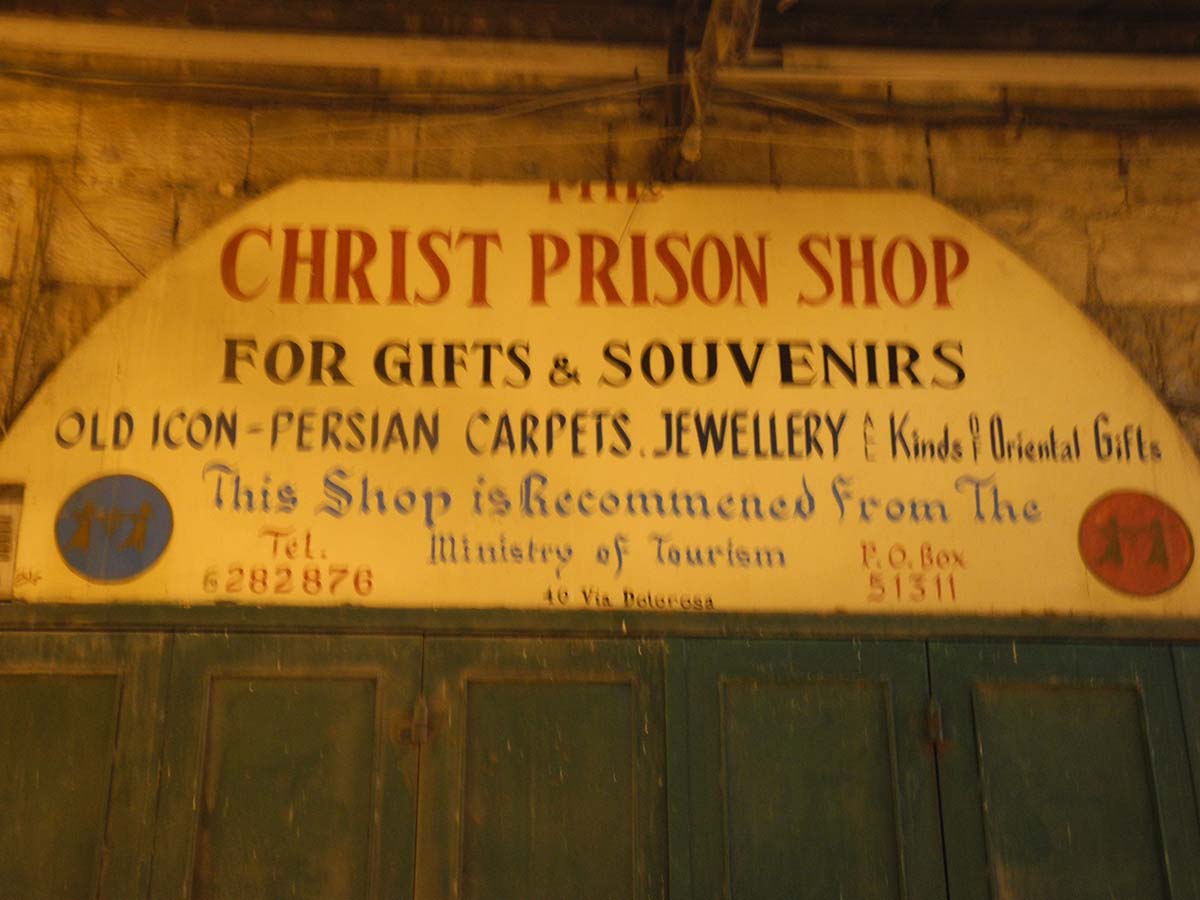 THE
CHRIST PRISON SHOP
FOR GIFTS & SOUVENIRS
OLD ICON - PERSIAN CARPETS. JEWELLERY ALL Kinds OF Oriental Gifts
This Shop is Recommened from The
Ministry of Tourism
Tel.
6282876
P.O. Box
51311
46 Via Dolorosa